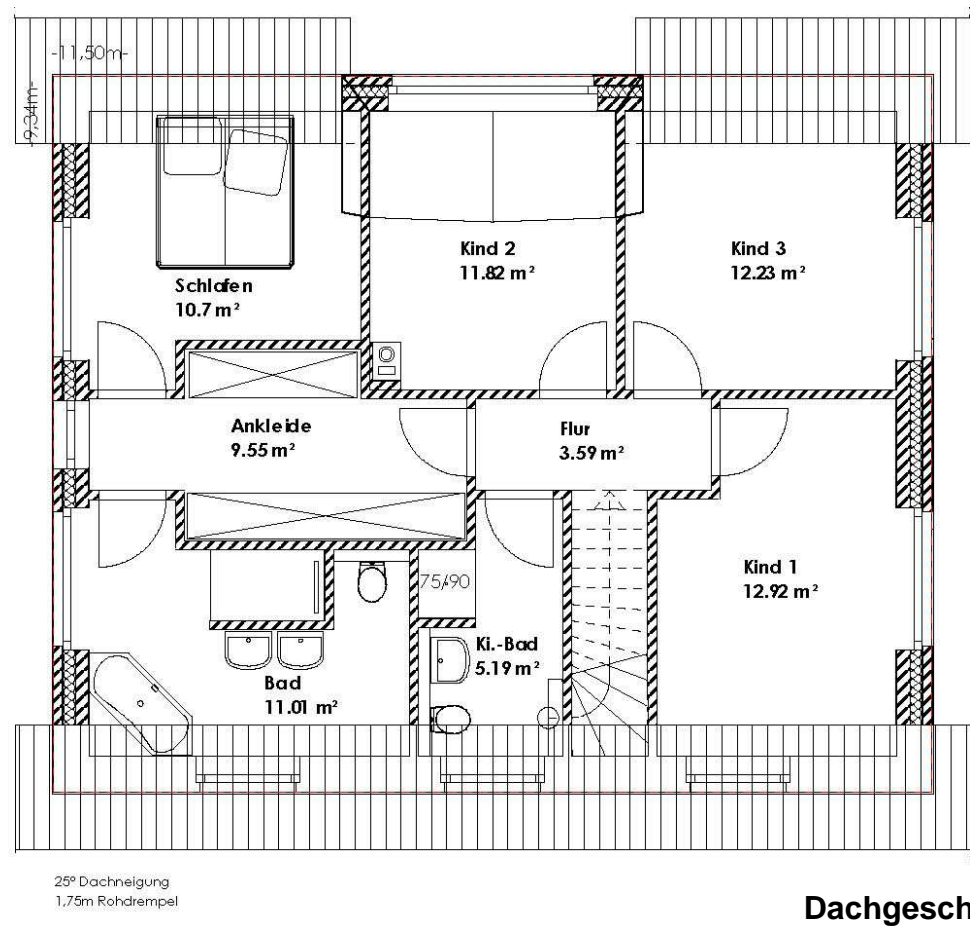 -11,50m-
-9,34m-
Kind 2
11.82 m²
Kind 3
12.23 m²
Schlafen
10.7 m²
Ankleide
9.55 m²
Flur
3.59 m²
Kind 1
12.92 m²
75/90
Ki.-Bad
5.19 m²
Bad
11.01 m²
25° Dachneigung
1,75m Rohdrempel
Dachgesch